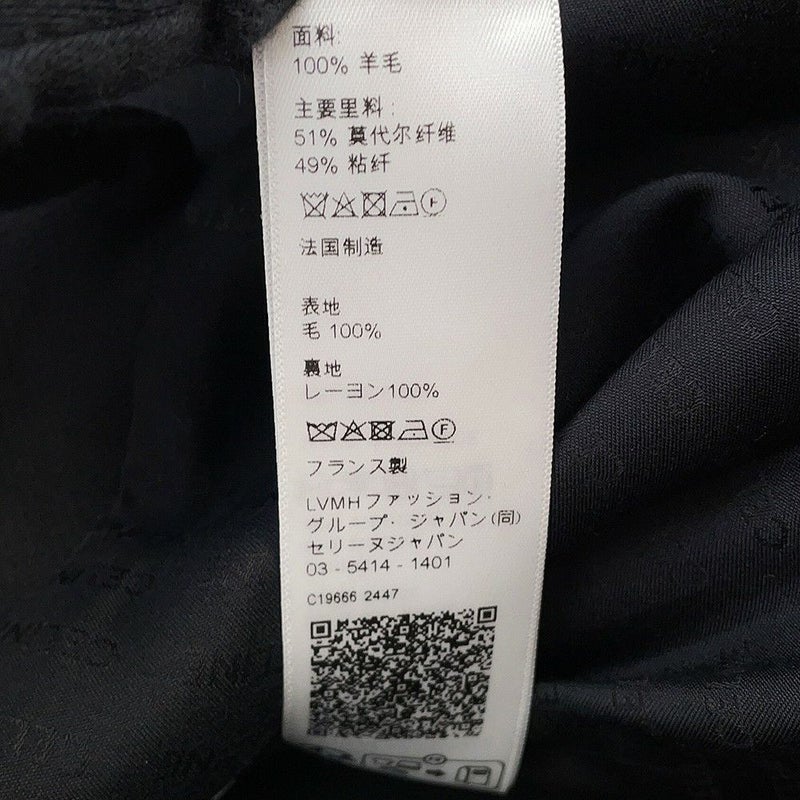 面料:
100% 羊毛
主要里料:
51% 莫代尔纤维
49% 粘纤
F
法国制造
表地
毛 100%
裏地
レーヨン100%
F
フランス製
LVMHファッション・
グループ・ ジャパン(同)
セリーヌジャパン
03 - 5414 - 1401
C19666 2447